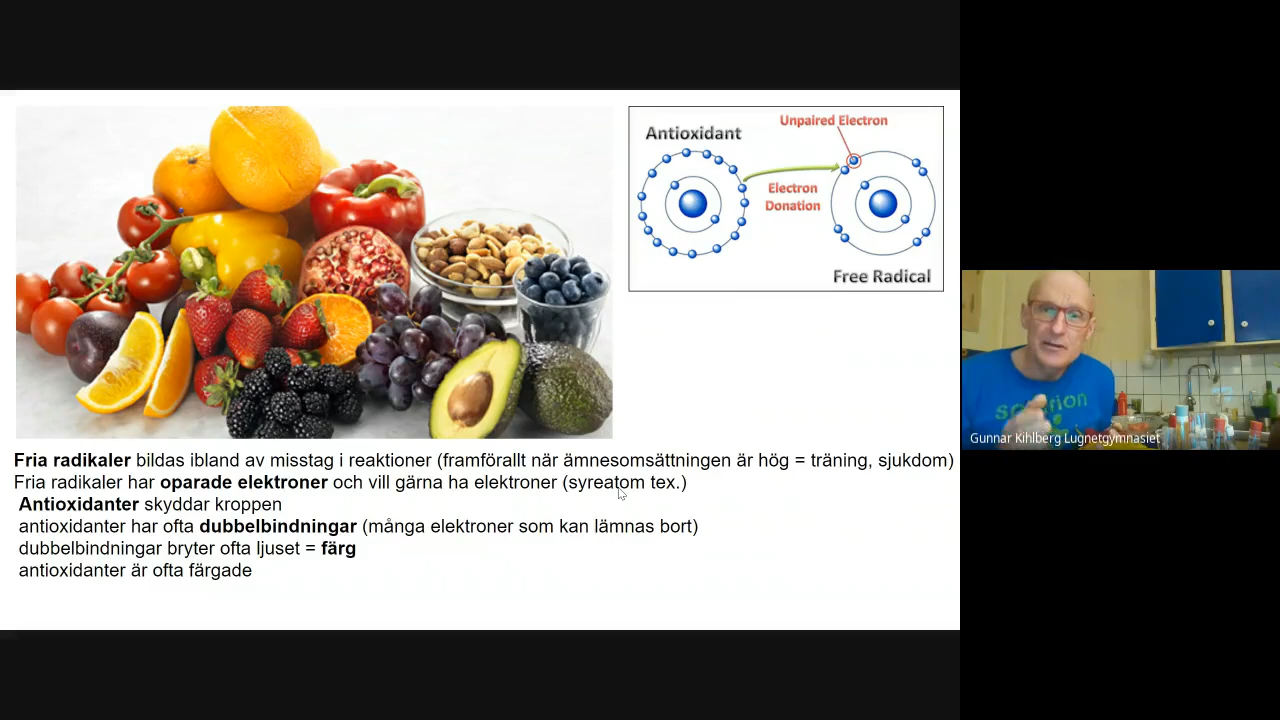 Antioxidant
Unpaired Electron
Electron
Donation
Free Radical
Fria radikaler bildas ibland av misstag i reaktioner (framförallt när ämnesomsättningen är hög = träning, sjukdom)
Fria radikaler har oparade elektroner och vill gärna ha elektroner (syreatom tex.)
Antioxidanter skyddar kroppen
antioxidanter har ofta dubbelbindningar (många elektroner som kan lämnas bort)
dubbelbindningar bryter ofta ljuset = färg
antioxidanter är ofta färgade
Gunnar Kihlberg Lugnetgymnasiet